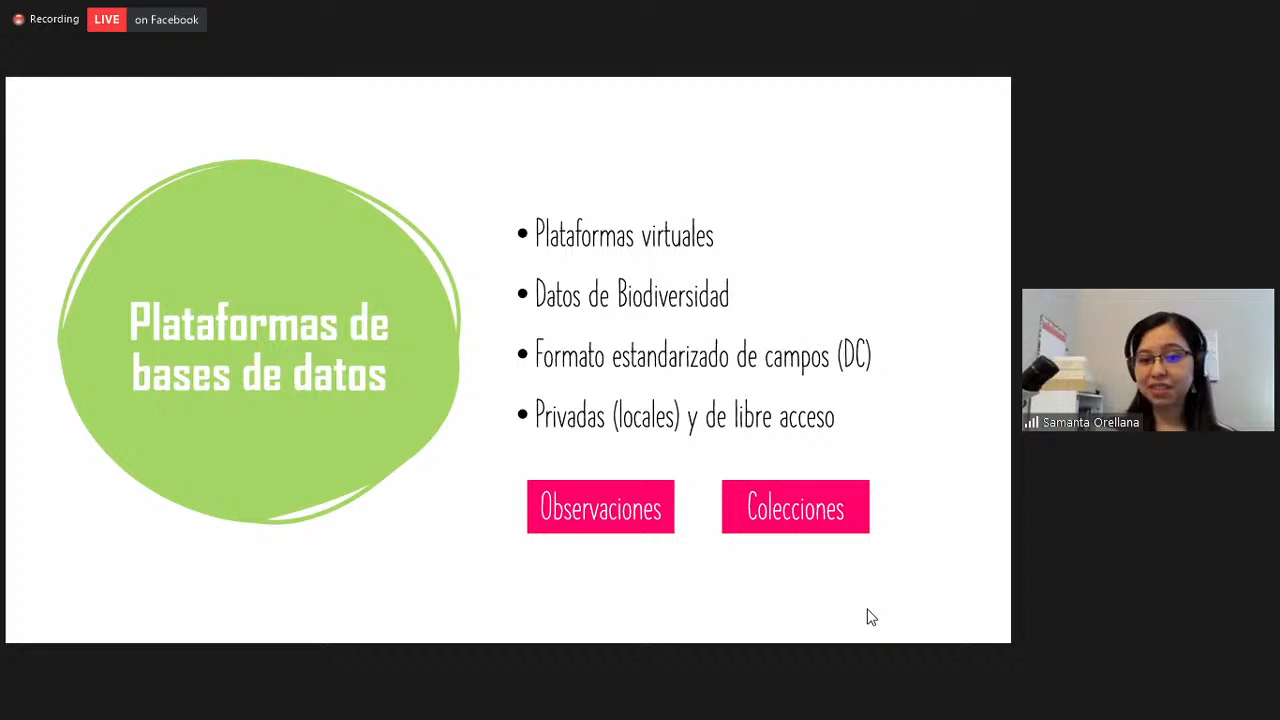 Recording
LIVE on Facebook
Plataformas de
bases de datos
• Plataformas virtuales
• Datos de Biodiversidad
• Formato estandarizado de campos (DC)
• Privadas (locales) y de libre acceso
Observaciones
Colecciones
Samanta Orellana